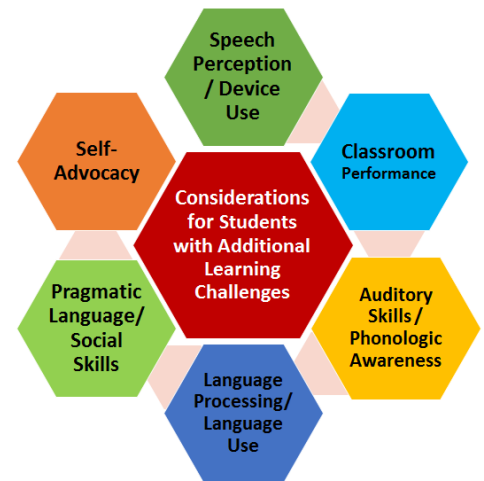 Speech
Perception
/ Device
Use
Classroom
Performance
Auditory
Skills /
Phonologic
Awareness
Language
Processing/
Language
Use
Pragmatic
Language/
Social
Skills
Self-
Advocacy
Considerations
for Students
with Additional
Learning
Challenges